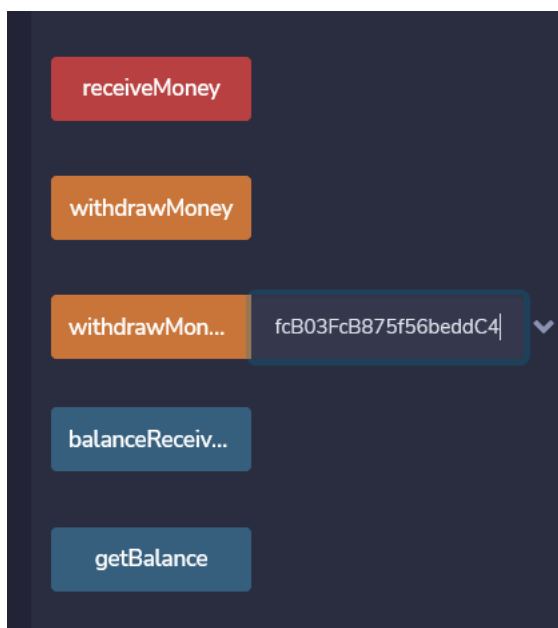 receiveMoney
withdrawMoney
withdrawMon... fcB03FcB875f56beddC4
balanceReceiv...
getBalance